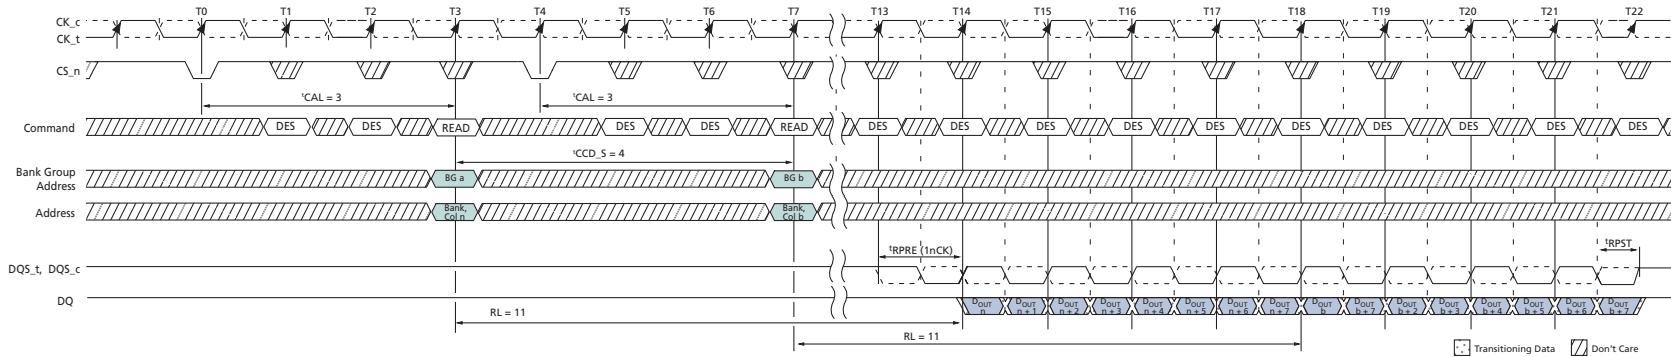 T0 T1 T2 T3 T4 T5 T6 T7 T13 T14 T15 T16 T17 T18 T19 T20 T21 T22
CK_c
CK_t
CS_n
tCAL = 3 tCAL = 3
Command DES DES READ DES DES READ DES DES DES DES DES DES DES DES DES DES
tCCD_S = 4
Bank Group
Address BG a BG b
Address Bank, Col n Bank, Col b
tRPRE (1nCK) tRPST
DQS_t, DQS_c
DQ DOUT n DOUT n + 1 DOUT n + 2 DOUT n + 3 DOUT n + 4 DOUT n + 5 DOUT n + 6 DOUT n + 7 DOUT b DOUT b + 7 DOUT b + 2 DOUT b + 3 DOUT b + 4 DOUT b + 5 DOUT b + 6 DOUT b + 7
RL = 11
RL = 11
Transitioning Data Don't Care